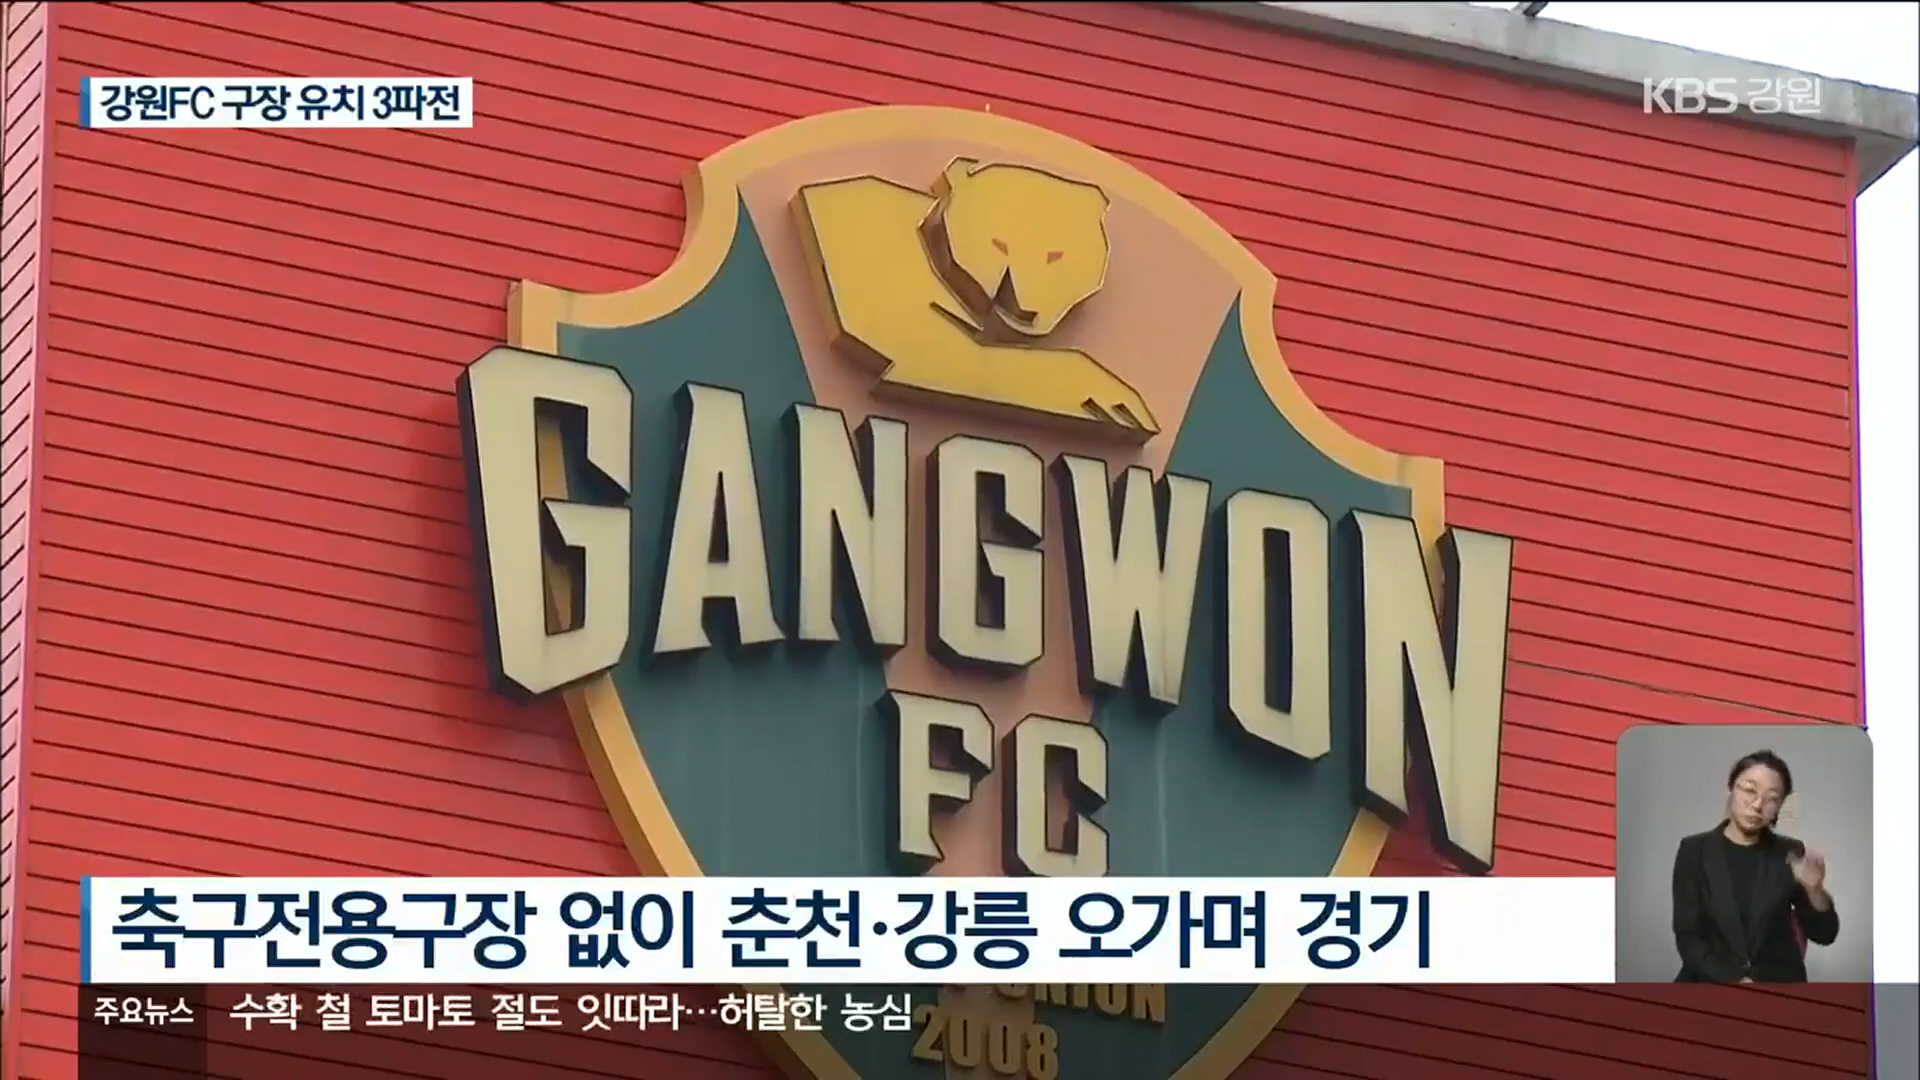 강원FC 구장 유치 3파전
KBS 강원
GANGWON
FC
축구전용구장 없이 춘천·강릉 오가며 경기
주요뉴스 수확 철 토마토 절도 잇따라…허탈한 농심
2008